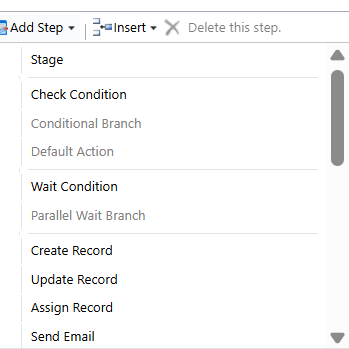 Add Step Insert Delete this step.
Stage
Check Condition
Conditional Branch
Default Action
Wait Condition
Parallel Wait Branch
Create Record
Update Record
Assign Record
Send Email